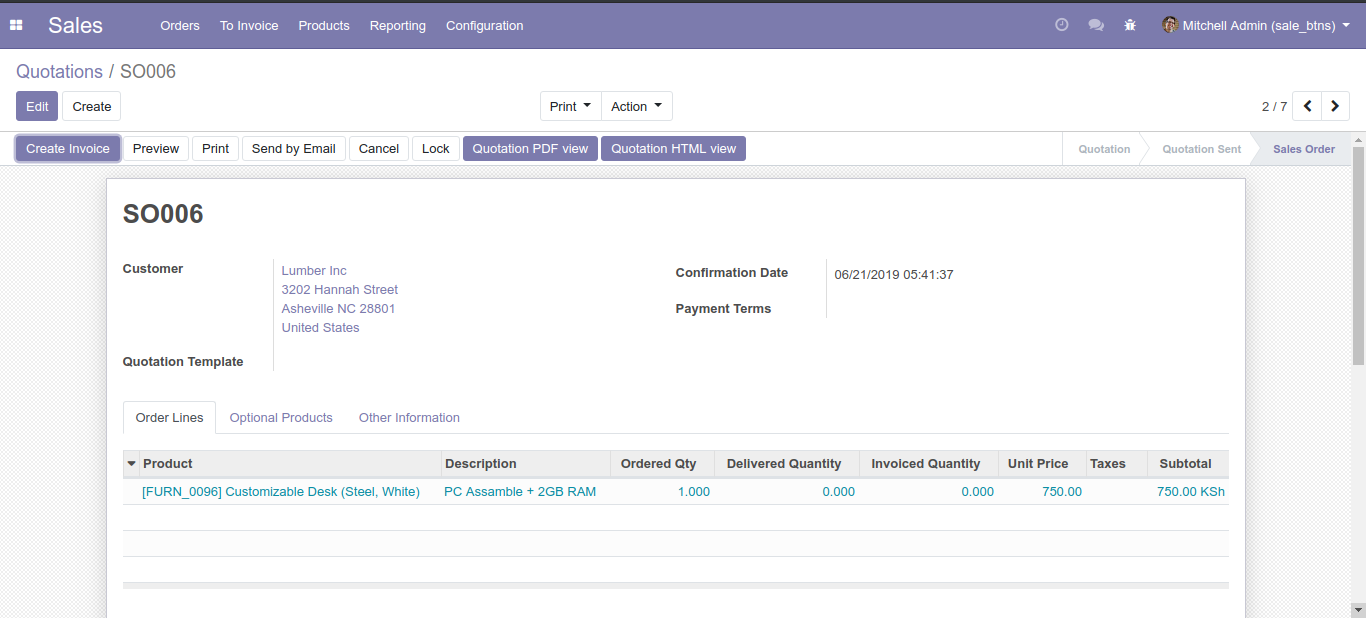 Sales Orders To Invoice Products Reporting Configuration Mitchell Admin (sale_btns)
Quotations / SO006
Edit Create Print Action 2 / 7
Create Invoice Preview Print Send by Email Cancel Lock Quotation PDF view Quotation HTML view Quotation Quotation Sent Sales Order
SO006
Customer
Lumber Inc
3202 Hannah Street
Asheville NC 28801
United States
Confirmation Date 06/21/2019 05:41:37
Payment Terms
Quotation Template
Order Lines Optional Products Other Information
Product Description Ordered Qty Delivered Quantity Invoiced Quantity Unit Price Taxes Subtotal
[FURN_0096] Customizable Desk (Steel, White) PC Assamble + 2GB RAM 1.000 0.000 0.000 750.00 750.00 KSh